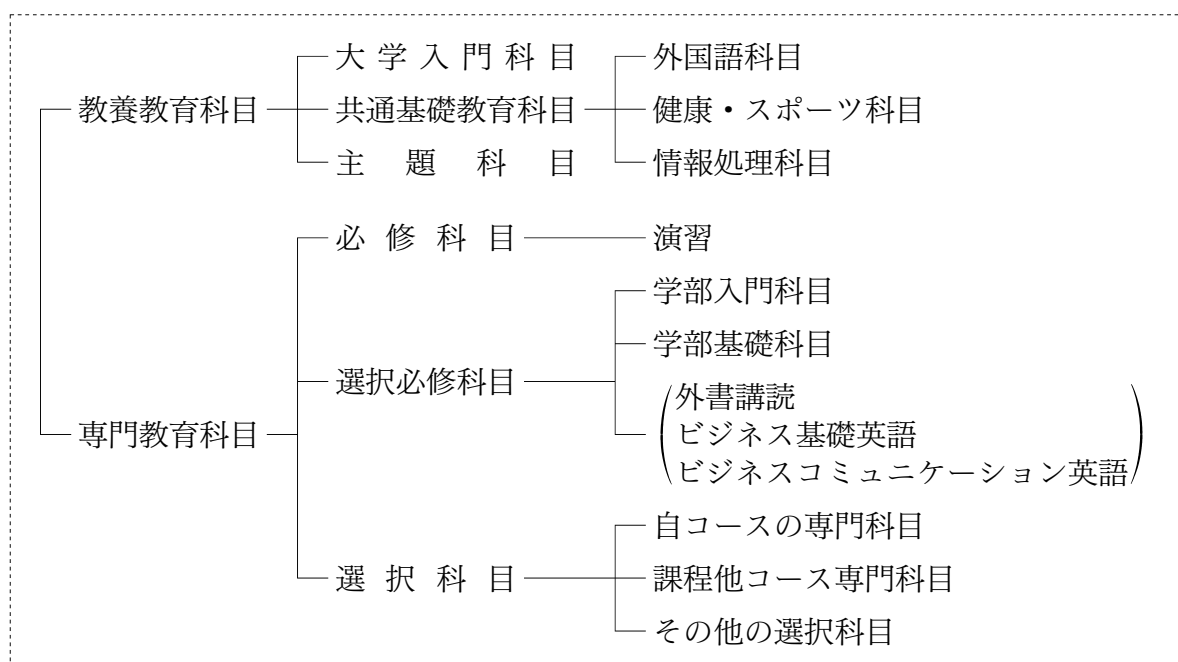 大学入門科目
外国語科目
教養教育科目
共通基礎教育科目
健康・スポーツ科目
主題科目
情報処理科目
必修科目
演習
学部入門科目
学部基礎科目
選択必修科目
外書講読
専門教育科目
ビジネス基礎英語
ビジネスコミュニケーション英語
自コースの専門科目
選択科目
課程他コース専門科目
その他の選択科目